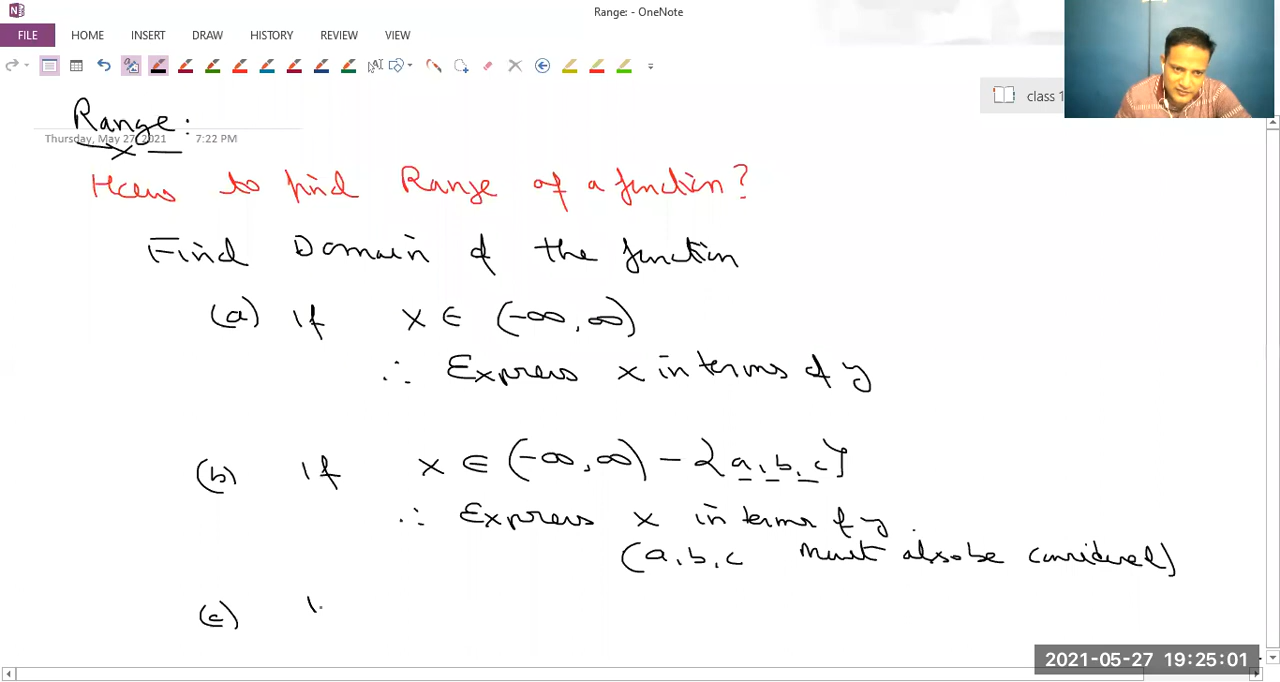 Range: - OneNote
FILE HOME INSERT DRAW HISTORY REVIEW VIEW
class 1
Range:
Thursday, May 27, 2021 7:22 PM
How to find Range of a function?
Find Domain of the function
(a) If x ∈ (-∞, ∞)
∴ Express x in terms of y
(b) If x ∈ (-∞, ∞) - {a, b, c}
∴ Express x in terms of y
(a, b, c must also be considered)
(c)
2021-05-27 19:25:01